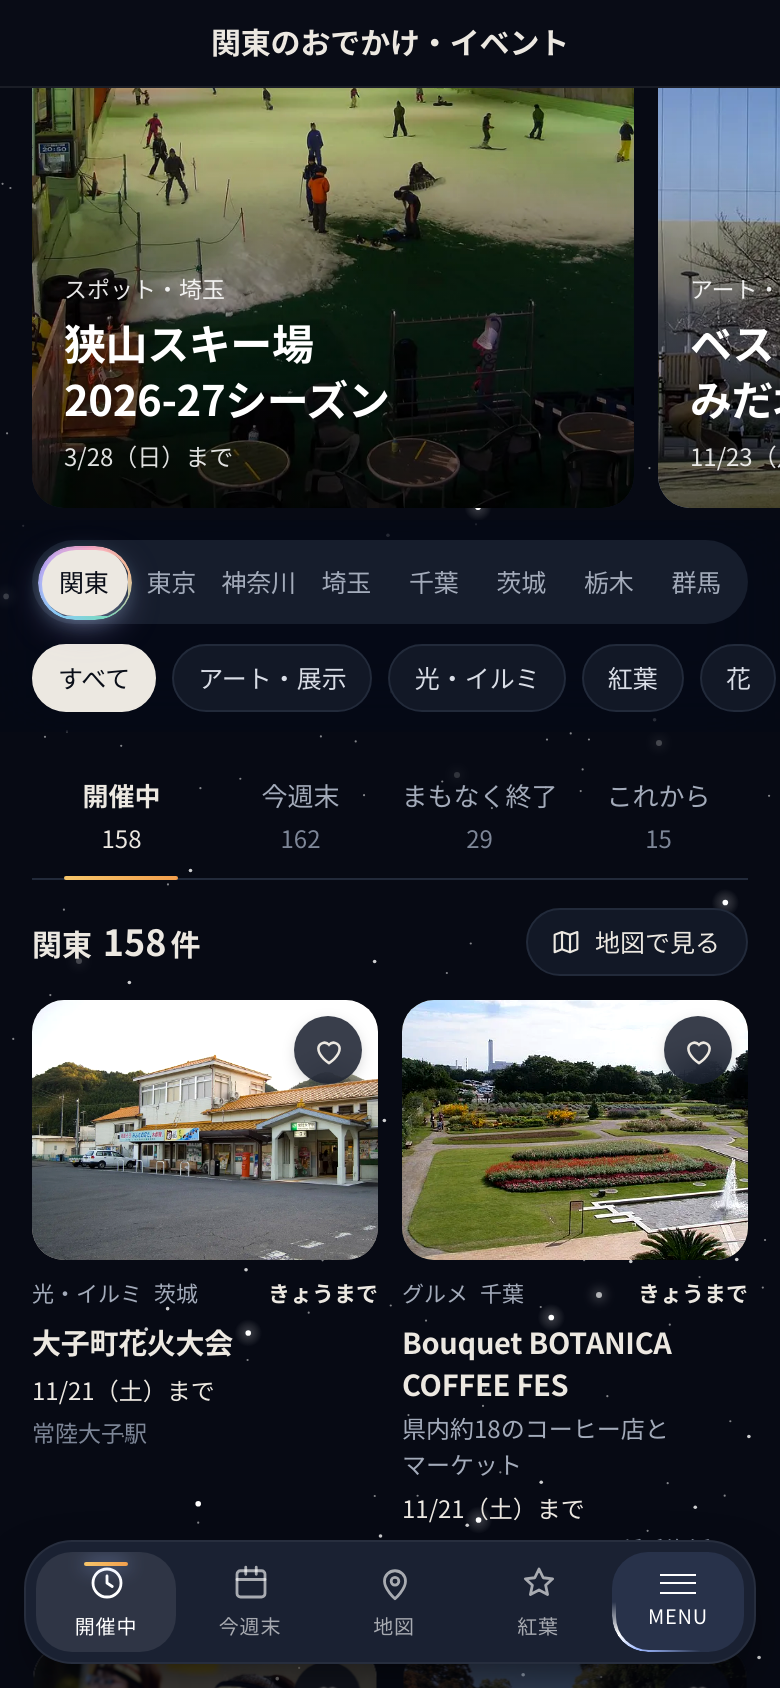 関東のおでかけ・イベント
20:50
スポット・埼玉
狭山スキー場
2026-27シーズン
3/28（日）まで
アート・
ベス
みだ
11/23（
関東 東京 神奈川 埼玉 千葉 茨城 栃木 群馬
すべて アート・展示 光・イルミ 紅葉 花
開催中 今週末 まもなく終了 これから
158 162 29 15
関東 158件
地図で見る
光・イルミ 茨城 きょうまで
大子町花火大会
11/21（土）まで
常陸大子駅
グルメ 千葉 きょうまで
Bouquet BOTANICA
COFFEE FES
県内約18のコーヒー店と
マーケット
11/21（土）まで
開催中 今週末 地図 紅葉 MENU